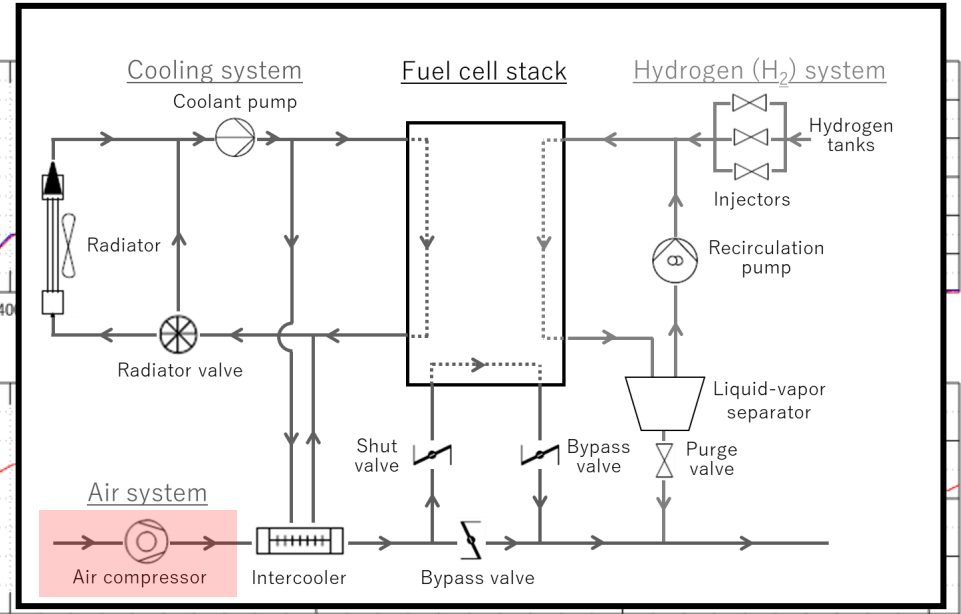 Cooling system
Fuel cell stack
Hydrogen (H2) system
Coolant pump
Hydrogen
tanks
Injectors
Radiator
Recirculation
pump
Radiator valve
Liquid-vapor
separator
Shut
valve
Bypass
valve
Purge
valve
Air system
Air compressor
Intercooler
Bypass valve